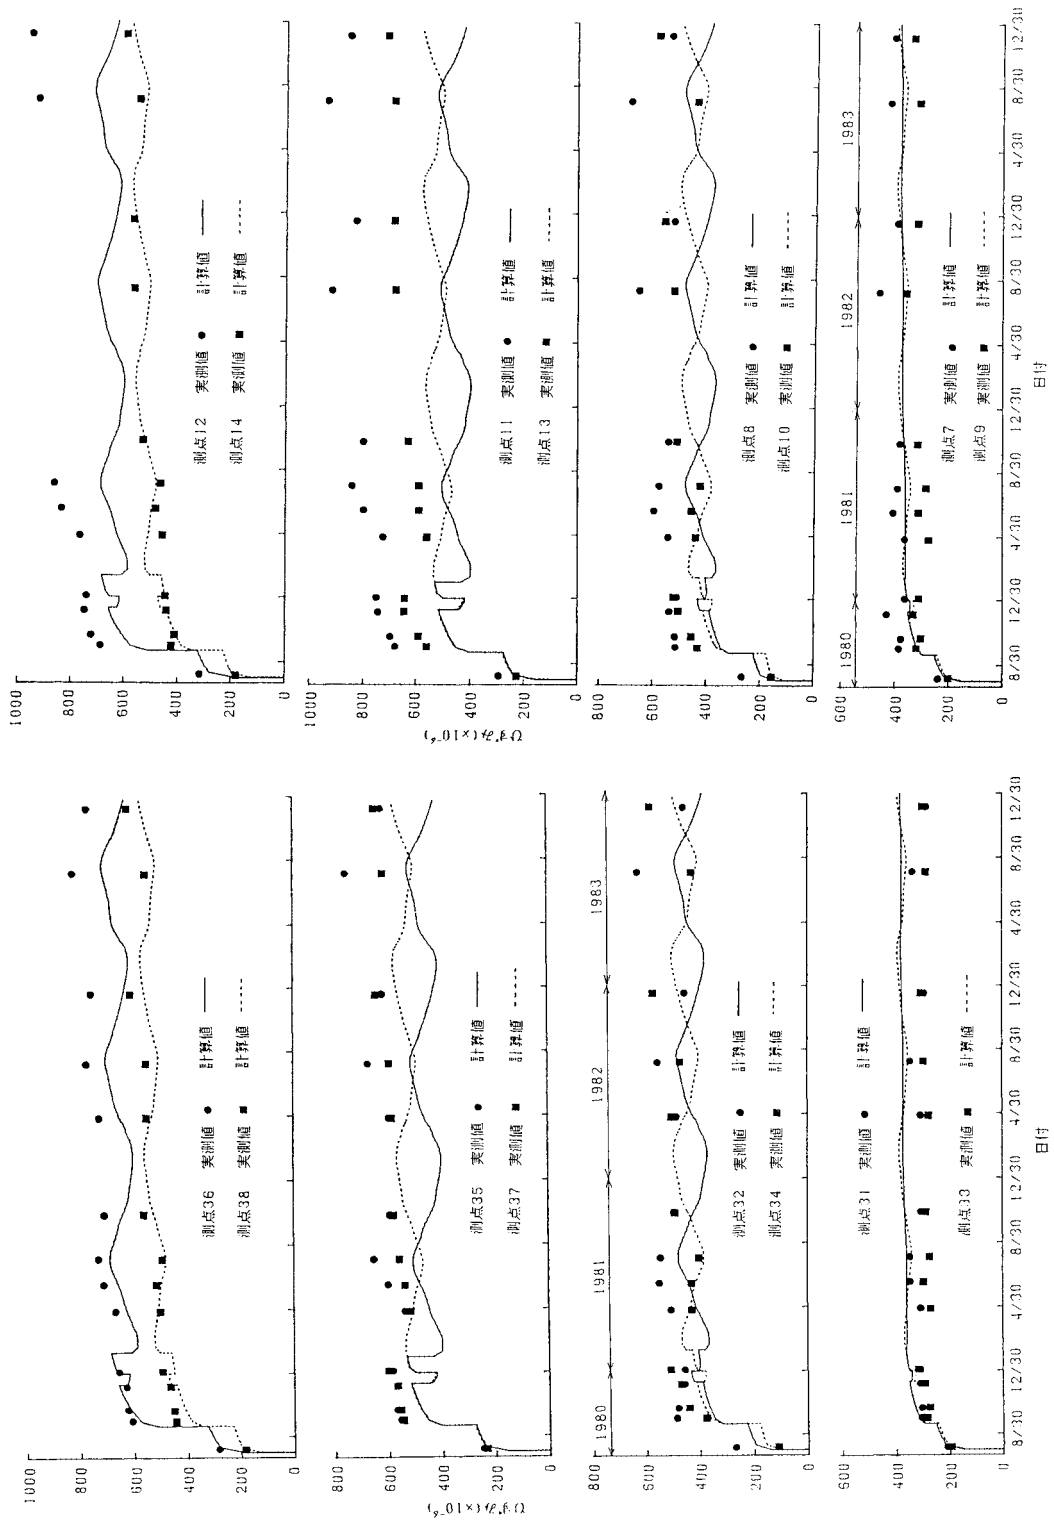 1000
800
600
400
200
0
測点36 ● 実測値 計算値 ——
測点38 ■ 実測値 計算値 -----
800
600
400
200
0
ひずみ(×10⁻⁶)
測点35 ● 実測値 計算値 ——
測点37 ■ 実測値 計算値 -----
1980 1981 1982 1983
800
600
400
200
0
測点32 ● 実測値 計算値 ——
測点34 ■ 実測値 計算値 -----
600
400
200
0
測点31 ● 実測値 計算値 ——
測点33 ■ 実測値 計算値 -----
8/30 12/30 4/30 8/30 12/30 4/30 8/30 12/30 4/30 8/30 12/30
日付
1000
800
600
400
200
0
測点12 ● 実測値 計算値 ——
測点14 ■ 実測値 計算値 -----
1000
800
600
400
200
0
ひずみ(×10⁻⁶)
測点11 ● 実測値 計算値 ——
測点13 ■ 実測値 計算値 -----
800
600
400
200
0
測点8 ● 実測値 計算値 ——
測点10 ■ 実測値 計算値 -----
1980 1981 1982 1983
600
400
200
0
測点7 ● 実測値 計算値 ——
測点9 ■ 実測値 計算値 -----
8/30 12/30 4/30 8/30 12/30 4/30 8/30 12/30 4/30 8/30 12/30
日付